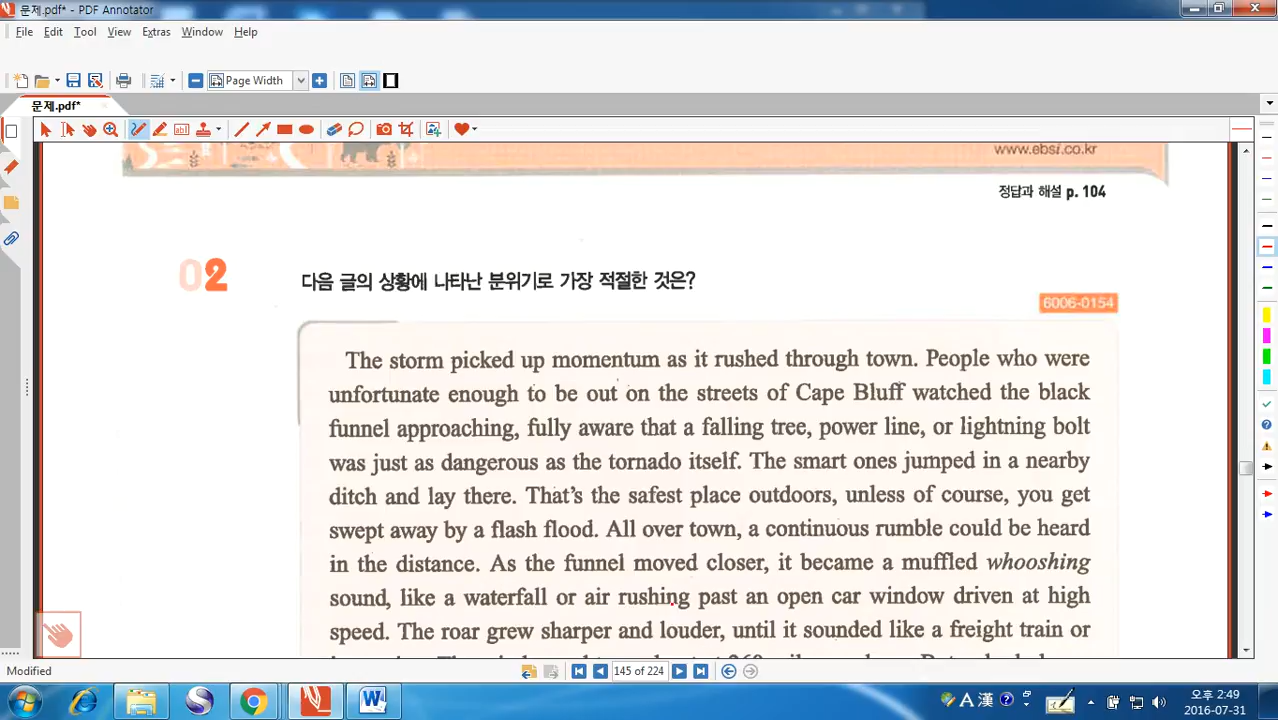 문제.pdf* - PDF Annotator
File Edit Tool View Extras Window Help
Page Width
문제.pdf*
www.ebsi.co.kr
정답과 해설 p. 104
02 다음 글의 상황에 나타난 분위기로 가장 적절한 것은?
6006-0154
The storm picked up momentum as it rushed through town. People who were
unfortunate enough to be out on the streets of Cape Bluff watched the black
funnel approaching, fully aware that a falling tree, power line, or lightning bolt
was just as dangerous as the tornado itself. The smart ones jumped in a nearby
ditch and lay there. That's the safest place outdoors, unless of course, you get
swept away by a flash flood. All over town, a continuous rumble could be heard
in the distance. As the funnel moved closer, it became a muffled whooshing
sound, like a waterfall or air rushing past an open car window driven at high
speed. The roar grew sharper and louder, until it sounded like a freight train or
Modified
145 of 224
A 漢
오후 2:49
2016-07-31